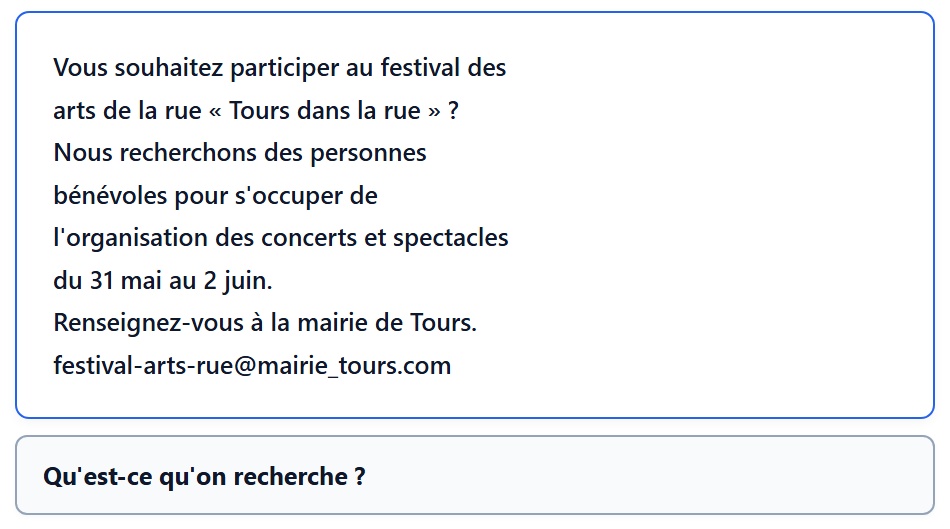 Vous souhaitez participer au festival des
arts de la rue « Tours dans la rue » ?
Nous recherchons des personnes
bénévoles pour s'occuper de
l'organisation des concerts et spectacles
du 31 mai au 2 juin.
Renseignez-vous à la mairie de Tours.
festival-arts-rue@mairie_tours.com
Qu'est-ce qu'on recherche ?